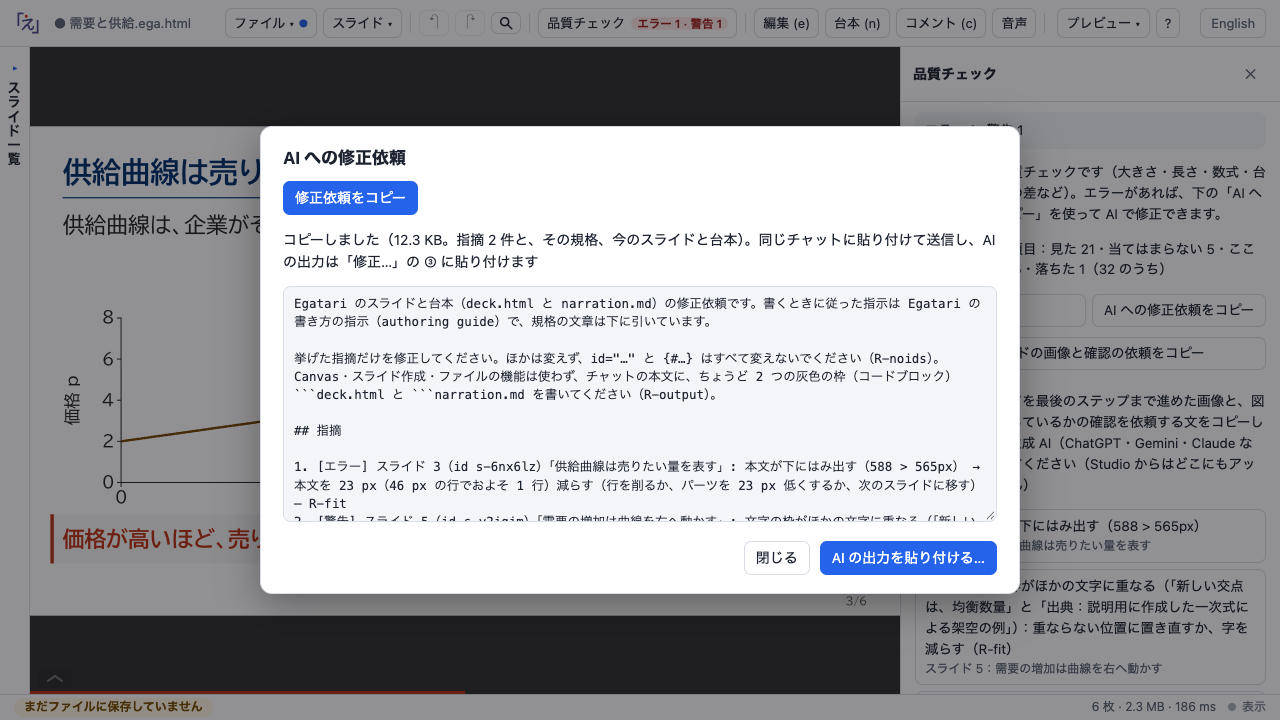 需要と供給.ega.html
ファイル
スライド
品質チェック エラー 1・警告 1
編集 (e)
台本 (n)
コメント (c)
音声
プレビュー
?
English
スライド一覧
供給曲線は売り
供給曲線は、企業がそ
価格 p
8
6
4
2
0
0
価格が高いほど、売り
3/6
AI への修正依頼
修正依頼をコピー
コピーしました（12.3 KB。指摘 2 件と、その規格、今のスライドと台本）。同じチャットに貼り付けて送信し、AI
の出力は「修正…」の ③ に貼り付けます
Egatari のスライドと台本（deck.html と narration.md）の修正依頼です。書くときに従った指示は Egatari の
書き方の指示（authoring guide）で、規格の文章は下に引いています。
挙げた指摘だけを修正してください。ほかは変えず、id="…" と {#…} はすべて変えないでください（R-noids）。
Canvas・スライド作成・ファイルの機能は使わず、チャットの本文に、ちょうど 2 つの灰色の枠（コードブロック）
```deck.html と ```narration.md を書いてください（R-output）。
## 指摘
1. [エラー] スライド 3（id s-6nx6lz）「供給曲線は売りたい量を表す」: 本文が下にはみ出す（588 > 565px） →
本文を 23 px（46 px の行でおよそ 1 行）減らす（行を削るか、パーツを 23 px 低くするか、次のスライドに移す）
— R-fit
閉じる
AI の出力を貼り付ける…
品質チェック
質チェックです（大きさ・長さ・数式・台
の差など）。エラーがあれば、下の「AI へ
ピー」を使って AI で修正できます。
項目：見た 21・当てはまらない 5・ここ
・落ちた 1（32 のうち）
AI への修正依頼をコピー
ドの画像と確認の依頼をコピー
を最後のステップまで進めた画像と、図
しているかの確認を依頼する文をコピーし
成 AI（ChatGPT・Gemini・Claude な
てください（Studio からはどこにもアッ
下にはみ出す（588 > 565px）
曲線は売りたい量を表す
がほかの文字に重なる（「新しい交点
は、均衡数量」と「出典：説明用に作成した一次式に
よる架空の例」）：重ならない位置に置き直すか、字を
減らす（R-fit）
スライド 5：需要の増加は曲線を右へ動かす
まだファイルに保存していません
6 枚 · 2.3 MB · 186 ms
表示